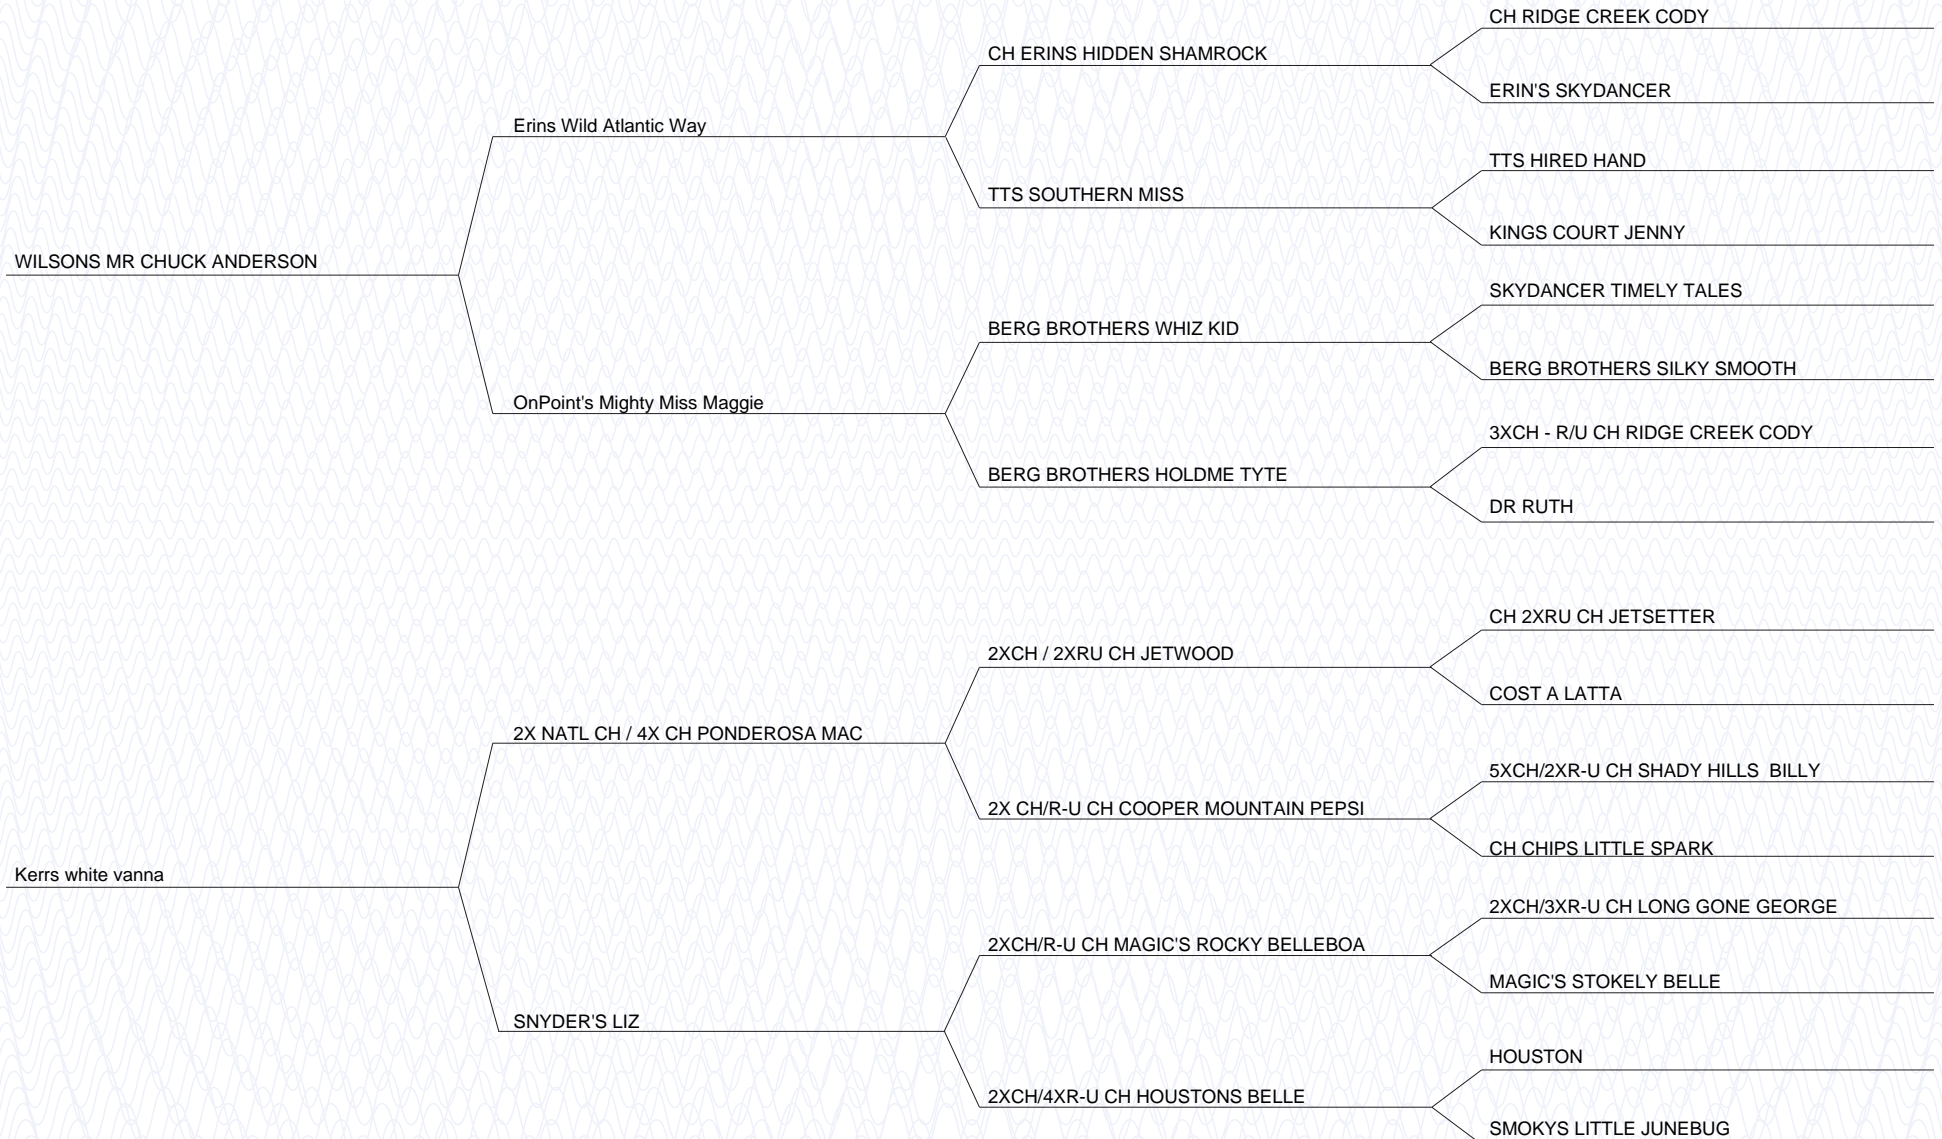 CH RIDGE CREEK CODY
CH ERINS HIDDEN SHAMROCK
ERIN'S SKYDANCER
Erins Wild Atlantic Way
TTS HIRED HAND
TTS SOUTHERN MISS
KINGS COURT JENNY
WILSONS MR CHUCK ANDERSON
SKYDANCER TIMELY TALES
BERG BROTHERS WHIZ KID
BERG BROTHERS SILKY SMOOTH
OnPoint's Mighty Miss Maggie
3XCH - R/U CH RIDGE CREEK CODY
BERG BROTHERS HOLDME TYTE
DR RUTH
CH 2XRU CH JETSETTER
2XCH / 2XRU CH JETWOOD
COST A LATTA
2X NATL CH / 4X CH PONDEROSA MAC
5XCH/2XR-U CH SHADY HILLS  BILLY
2X CH/R-U CH COOPER MOUNTAIN PEPSI
CH CHIPS LITTLE SPARK
Kerrs white vanna
2XCH/3XR-U CH LONG GONE GEORGE
2XCH/R-U CH MAGIC'S ROCKY BELLEBOA
MAGIC'S STOKELY BELLE
SNYDER'S LIZ
HOUSTON
2XCH/4XR-U CH HOUSTONS BELLE
SMOKYS LITTLE JUNEBUG